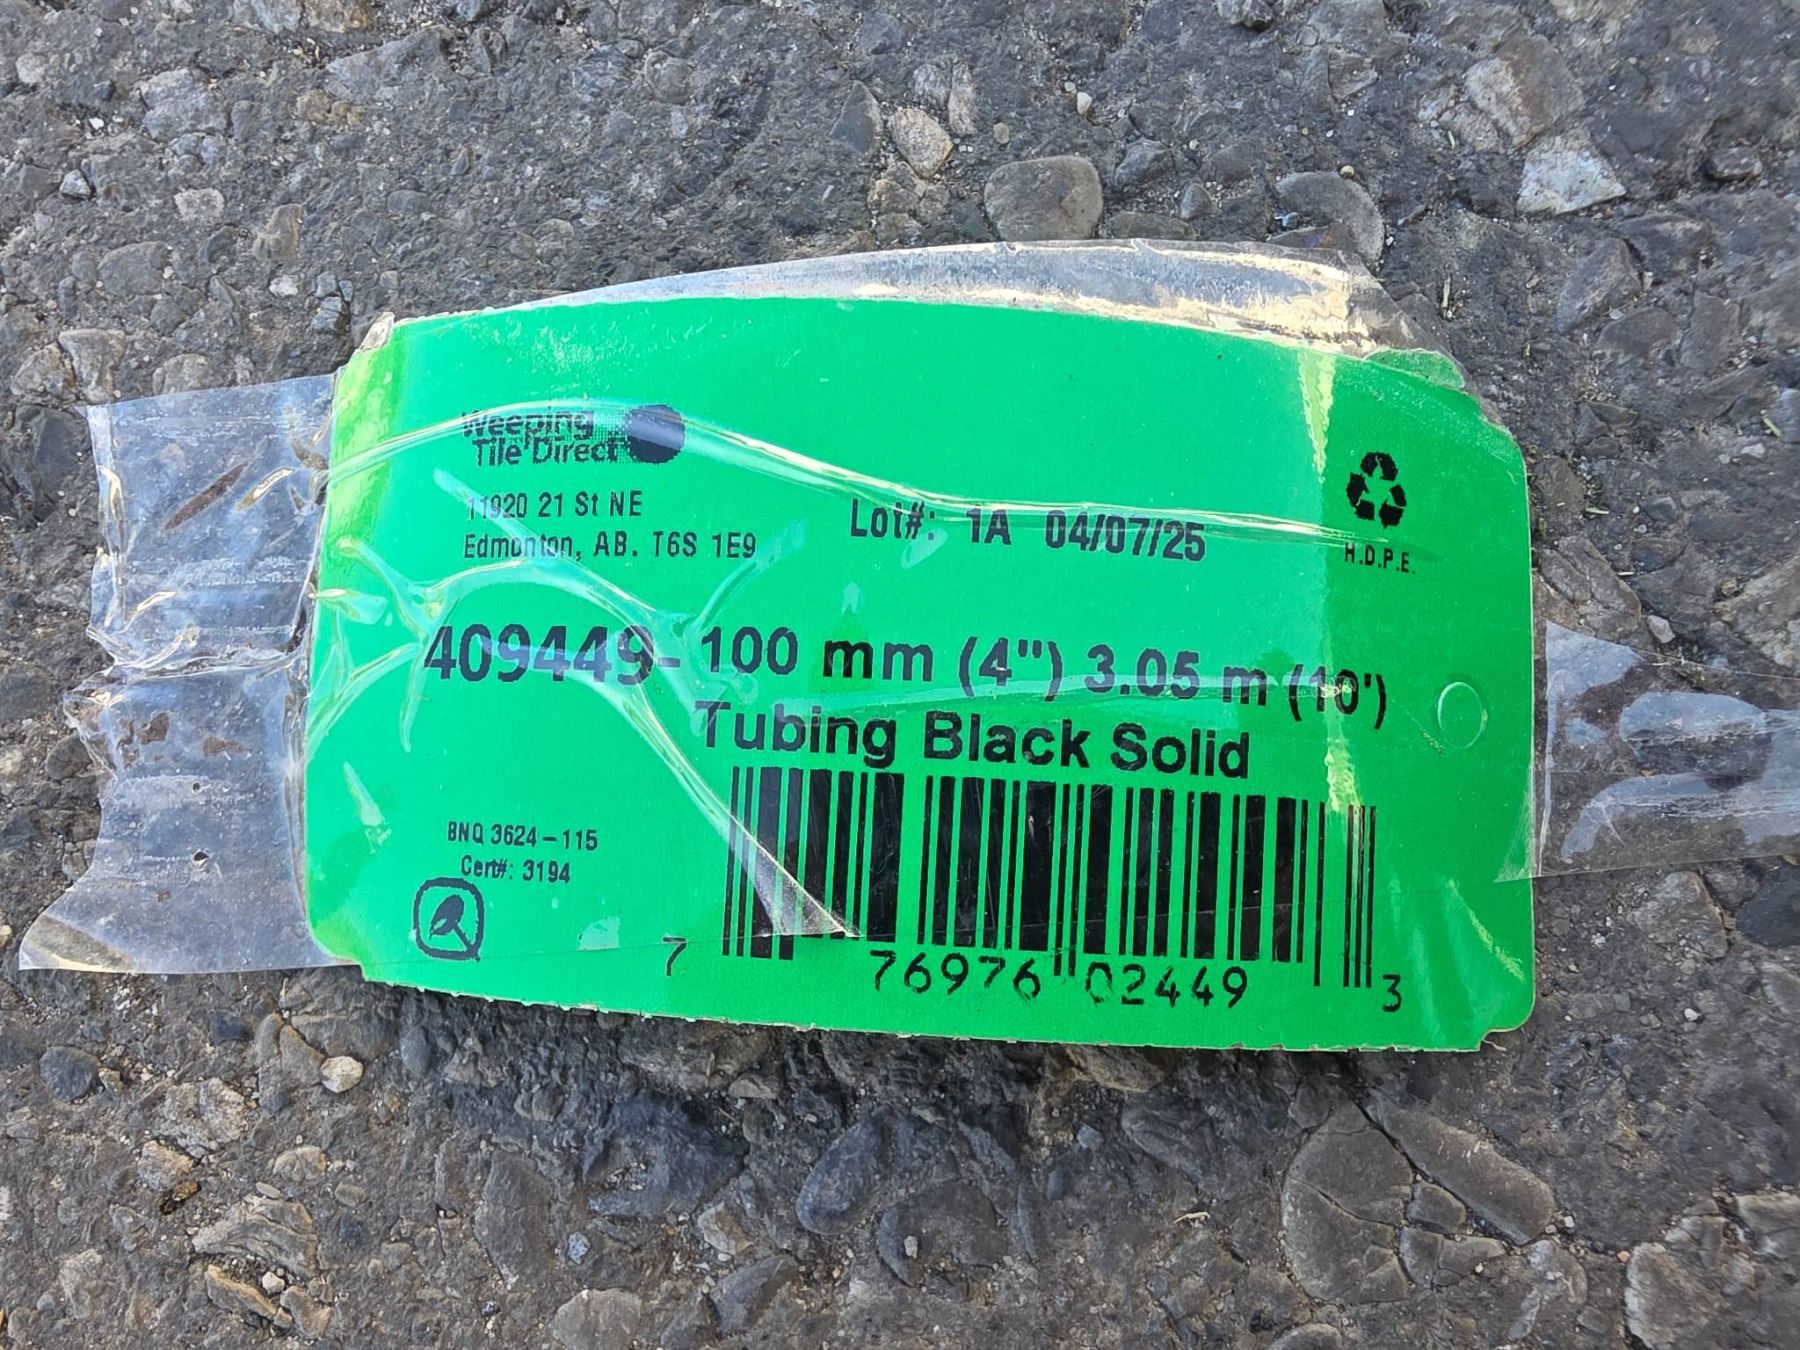 Weeping
Tile Direct
11920 21 St NE
Edmonton, AB. T6S 1E9
Lot#: 1A 04/07/25
H.D.P.E.
409449- 100 mm (4") 3.05 m (10')
Tubing Black Solid
BNQ 3624-115
Cert#: 3194
7 76976 02449 3